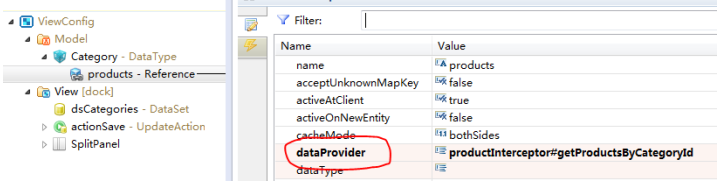 ViewConfig
Model
Category - DataType
products - Reference
View [dock]
dsCategories - DataSet
actionSave - UpdateAction
SplitPanel
Filter:
Name Value
name products
acceptUnknownMapKey false
activeAtClient true
activeOnNewEntity false
cacheMode bothSides
dataProvider productInterceptor#getProductsByCategoryId
dataType